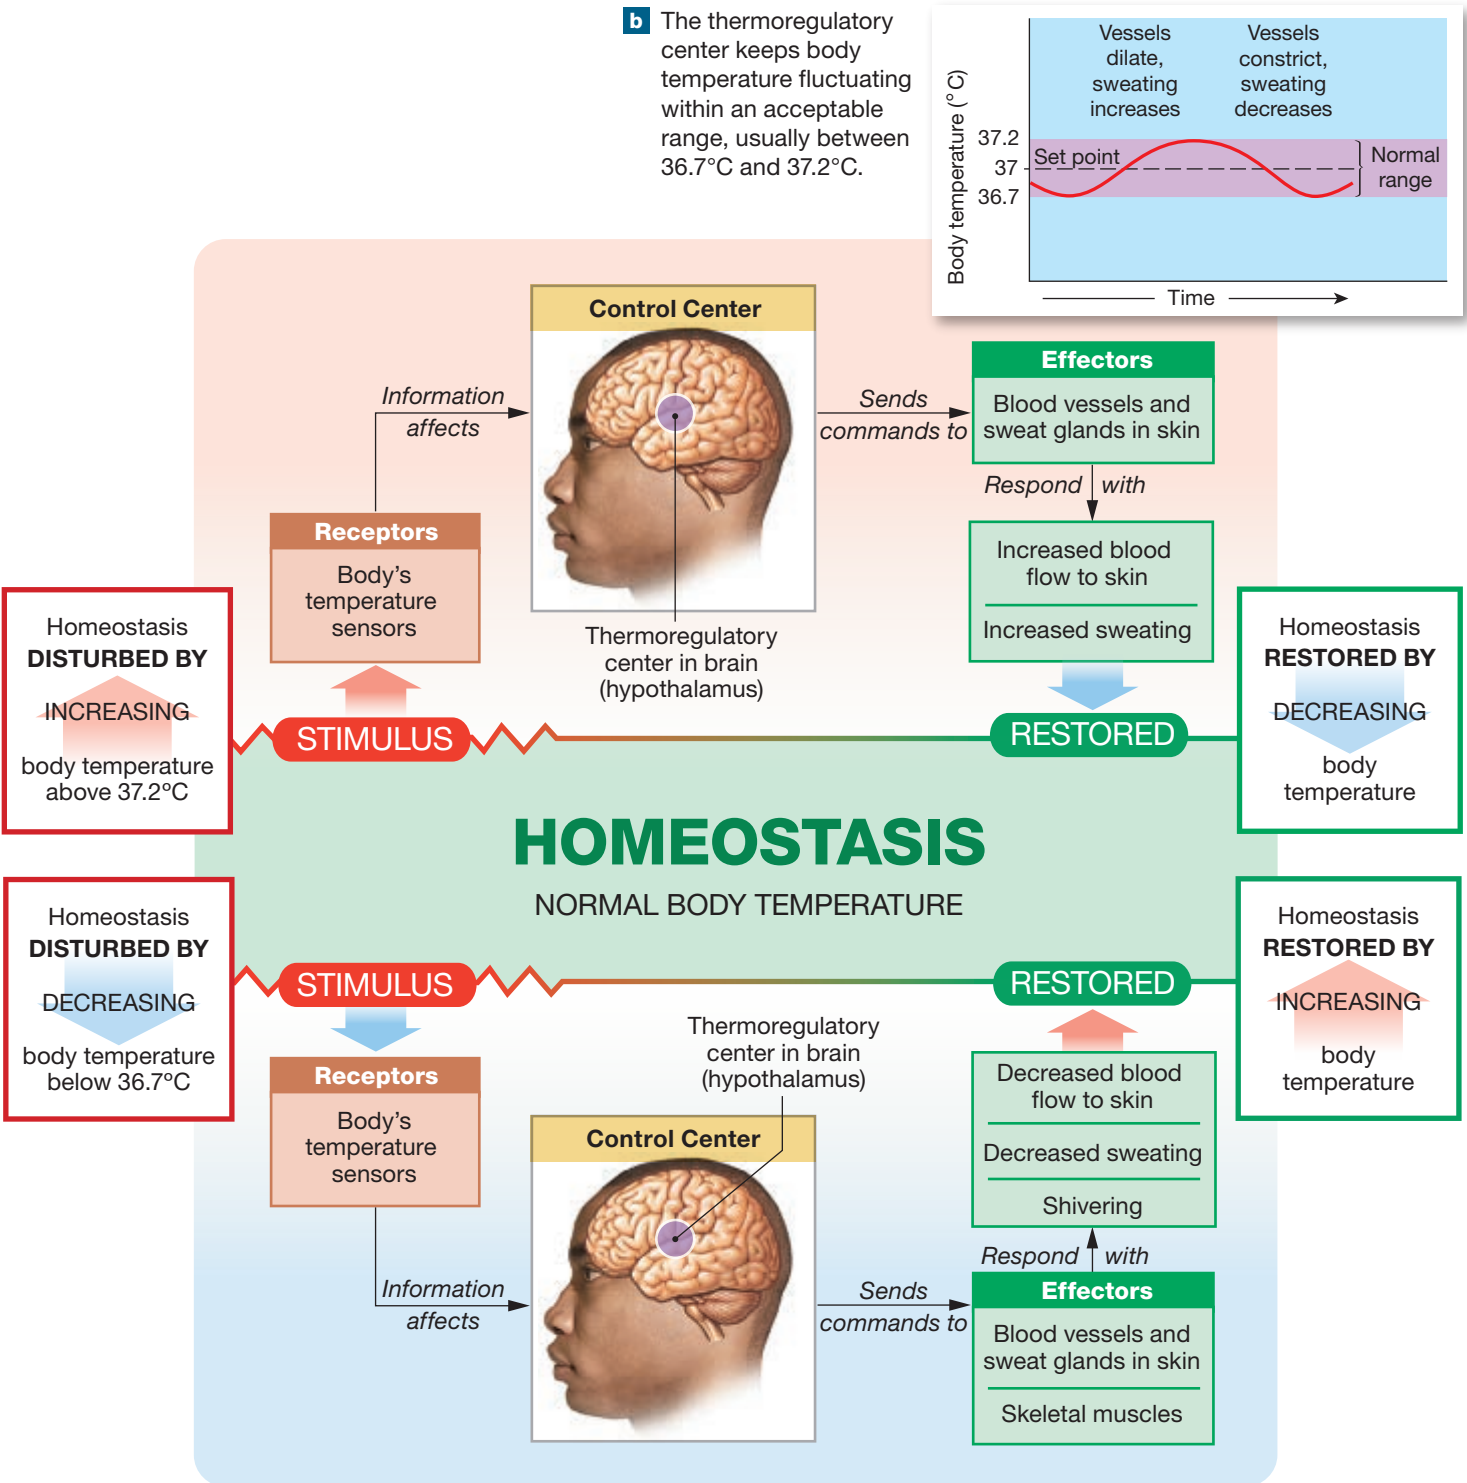 b The thermoregulatory
center keeps body
temperature fluctuating
within an acceptable
range, usually between
36.7°C and 37.2°C.
Body temperature (°C)
Vessels
dilate,
sweating
increases
Vessels
constrict,
sweating
decreases
37.2
37
36.7
Set point
Normal
range
Time
Control Center
Information
affects
Sends
commands to
Effectors
Blood vessels and
sweat glands in skin
Respond with
Receptors
Body's
temperature
sensors
Increased blood
flow to skin
Increased sweating
Thermoregulatory
center in brain
(hypothalamus)
Homeostasis
DISTURBED BY
INCREASING
body temperature
above 37.2°C
STIMULUS
RESTORED
Homeostasis
RESTORED BY
DECREASING
body
temperature
HOMEOSTASIS
NORMAL BODY TEMPERATURE
Homeostasis
DISTURBED BY
DECREASING
body temperature
below 36.7°C
STIMULUS
RESTORED
Homeostasis
RESTORED BY
INCREASING
body
temperature
Receptors
Body's
temperature
sensors
Thermoregulatory
center in brain
(hypothalamus)
Control Center
Information
affects
Sends
commands to
Decreased blood
flow to skin
Decreased sweating
Shivering
Respond with
Effectors
Blood vessels and
sweat glands in skin
Skeletal muscles